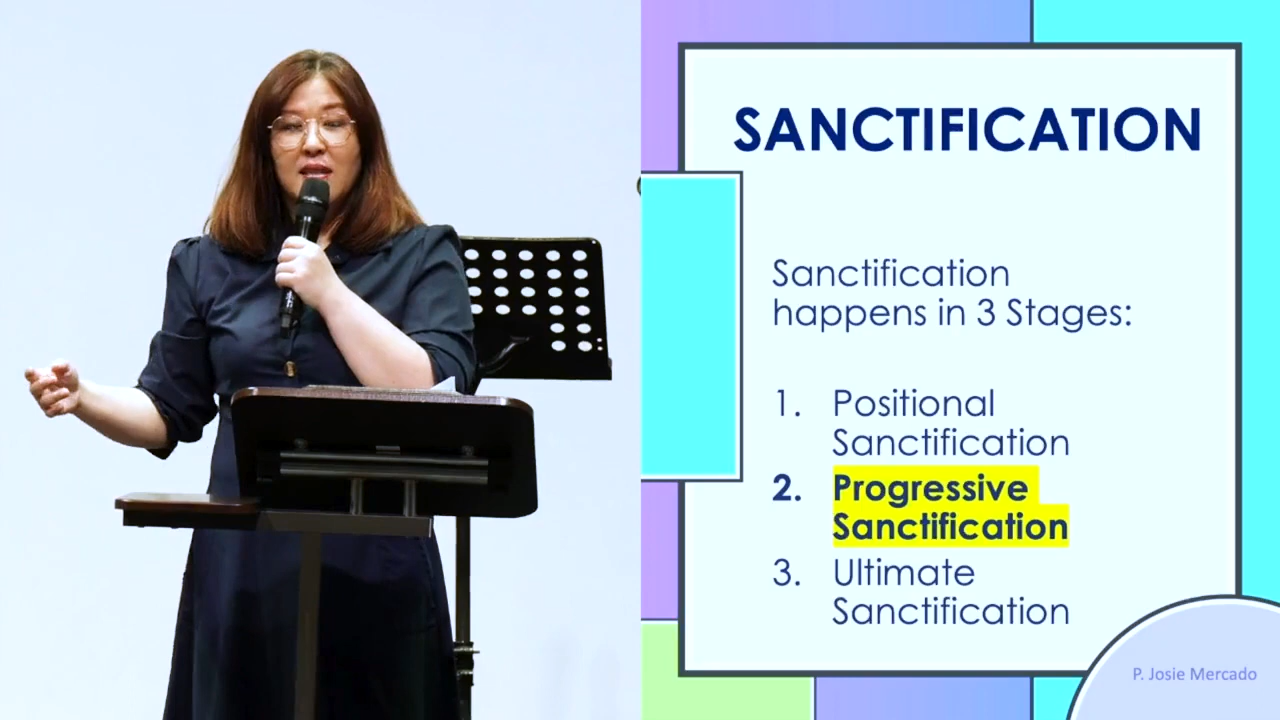 SANCTIFICATION
Sanctification
happens in 3 Stages:
1. Positional
Sanctification
2. Progressive
Sanctification
3. Ultimate
Sanctification
P. Josie Mercado